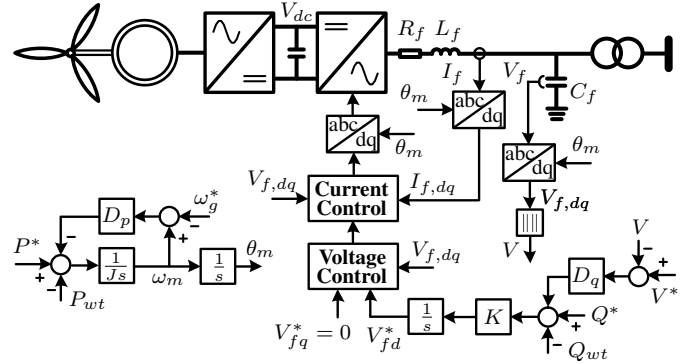 V_dc
R_f L_f
I_f
V_f
C_f
θ_m
abc
dq
abc
dq
θ_m
abc
dq
θ_m
V_f,dq
Current
Control
I_f,dq
V_f,dq
V
D_p
ω_g^*
P^*
1/Js
ω_m
1/s
θ_m
P_wt
Voltage
Control
V_f,dq
V
D_q
V^*
V_fq^* = 0
V_fd^*
1/s
K
Q^*
Q_wt
+
−
−
−
+
−
+
−
+
−